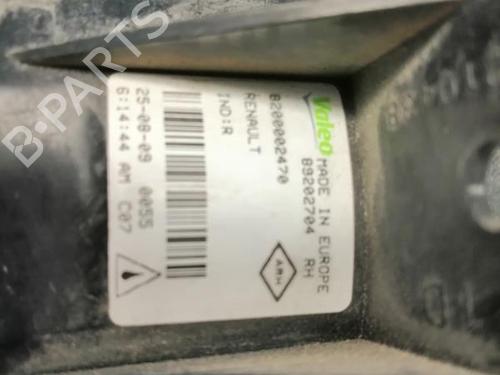 Valeo MADE IN EUROPE
89202704 RH
8200002470
RENAULT
IND:R
ARH
25-08-09 0055
6:14:44 AM C07
B-PARTS